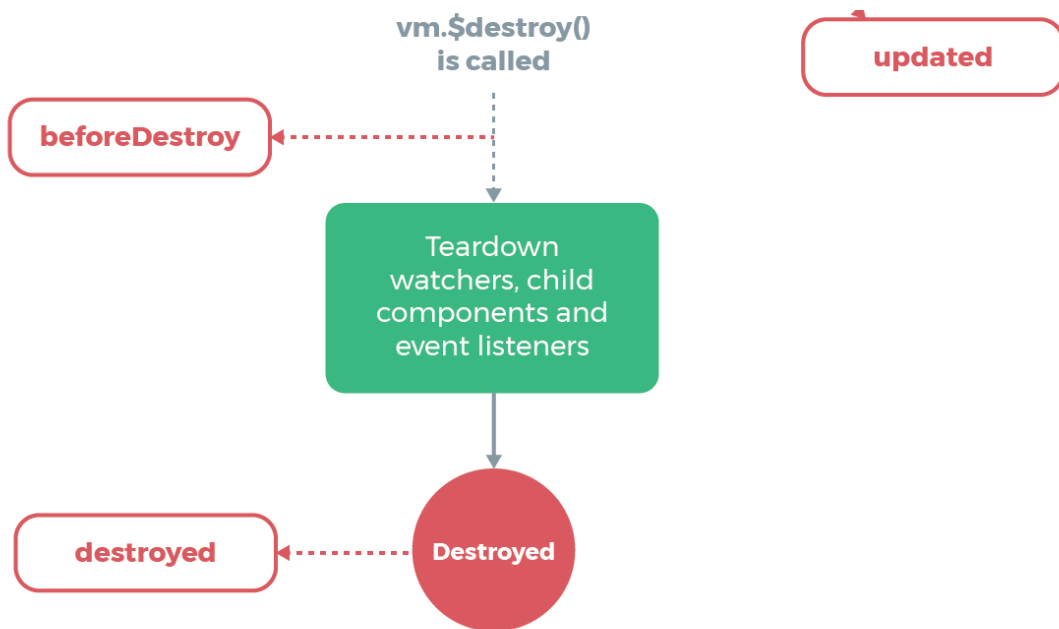 vm.$destroy()
is called
updated
beforeDestroy
Teardown
watchers, child
components and
event listeners
Destroyed
destroyed